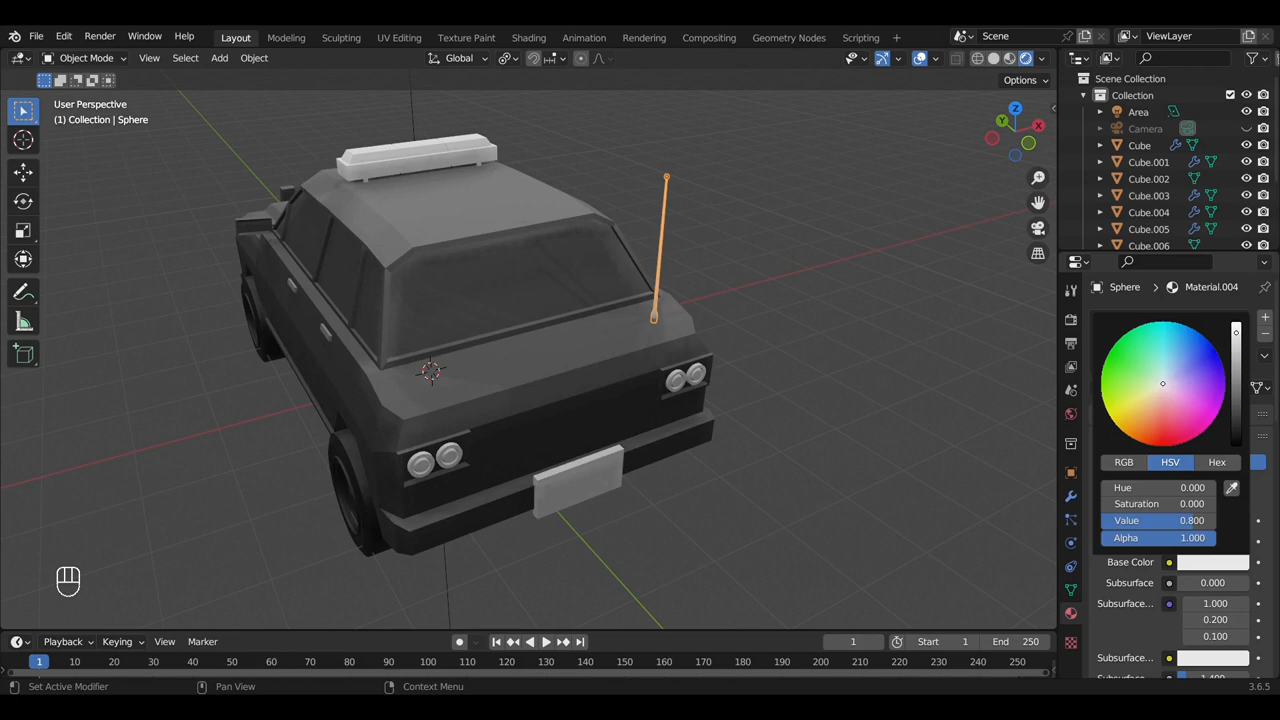 File Edit Render Window Help Layout Modeling Sculpting UV Editing Texture Paint Shading Animation Rendering Compositing Geometry Nodes Scripting + Scene ViewLayer
Object Mode View Select Add Object Global
Options
User Perspective
(1) Collection | Sphere
Z
Y
X
Scene Collection
Collection
Area
Camera
Cube
Cube.001
Cube.002
Cube.003
Cube.004
Cube.005
Cube.006
Sphere > Material.004
RGB HSV Hex
Hue 0.000
Saturation 0.000
Value 0.800
Alpha 1.000
Base Color
Subsurface 0.000
Subsurface... 1.000
0.200
0.100
Subsurface...
Subsurface... 1.400
Playback Keying View Marker 1 Start 1 End 250
1 10 20 30 40 50 60 70 80 90 100 110 120 130 140 150 160 170 180 190 200 210 220 230 240 250
Set Active Modifier Pan View Context Menu 3.6.5